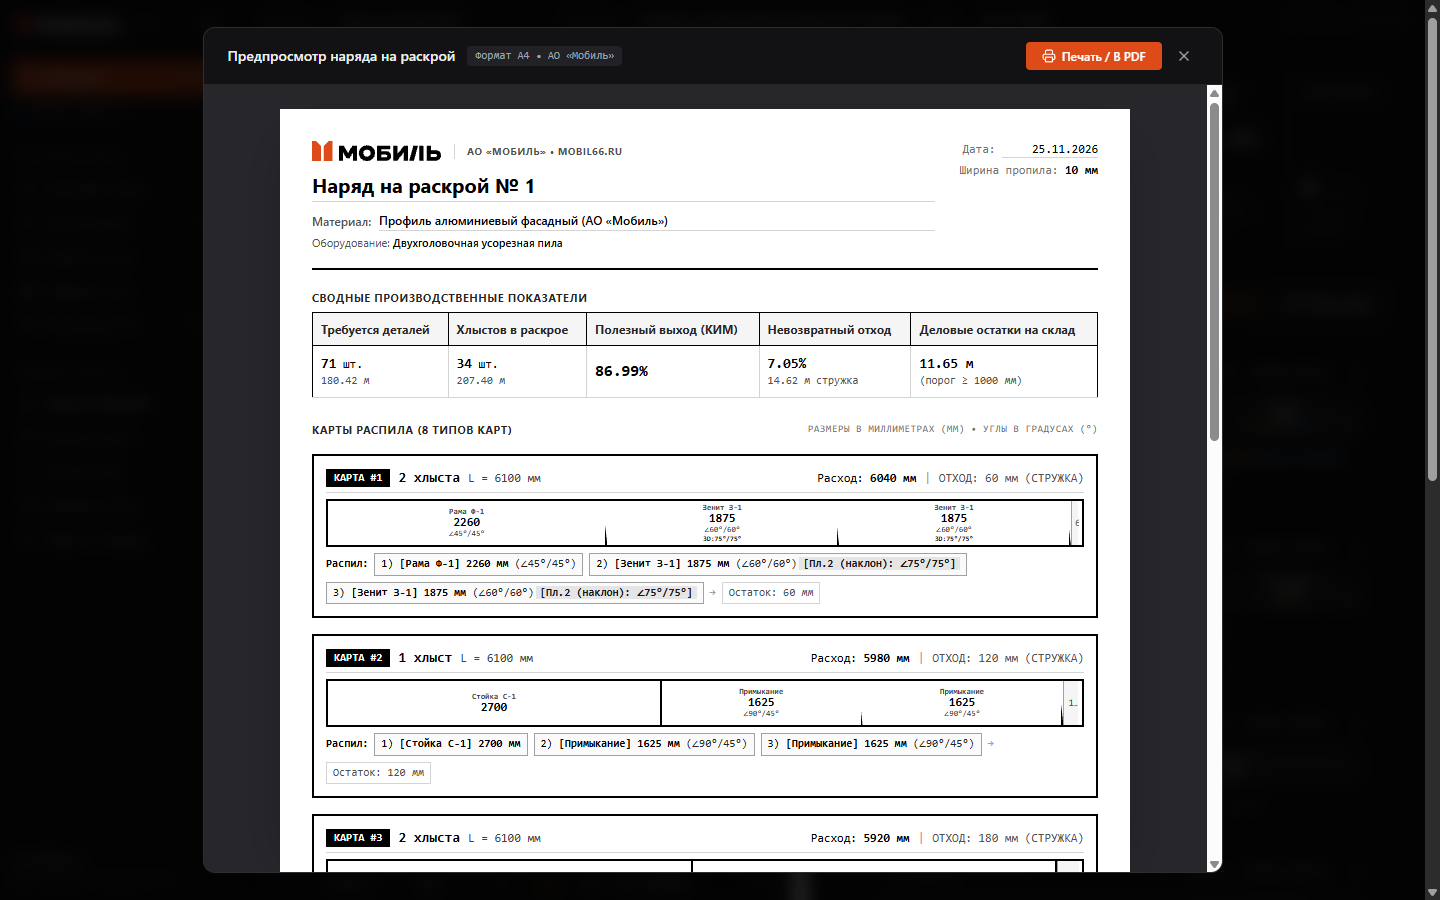 Предпросмотр наряда на раскрой
Формат А4 • АО «Мобиль»
Печать / В PDF
МОБИЛЬ
АО «МОБИЛЬ» • MOBIL66.RU
Дата: 25.11.2026
Ширина пропила: 10 мм
Наряд на раскрой № 1
Материал: Профиль алюминиевый фасадный (АО «Мобиль»)
Оборудование: Двухголовочная усорезная пила
СВОДНЫЕ ПРОИЗВОДСТВЕННЫЕ ПОКАЗАТЕЛИ
Требуется деталей
Хлыстов в раскрое
Полезный выход (КИМ)
Невозвратный отход
Деловые остатки на склад
71 шт.
180.42 м
34 шт.
207.40 м
86.99%
7.05%
14.62 м стружка
11.65 м
(порог ≥ 1000 мм)
КАРТЫ РАСПИЛА (8 ТИПОВ КАРТ)
РАЗМЕРЫ В МИЛЛИМЕТРАХ (ММ) • УГЛЫ В ГРАДУСАХ (°)
КАРТА #1 2 хлыста L = 6100 мм
Расход: 6040 мм | ОТХОД: 60 мм (СТРУЖКА)
Рама Ф-1
2260
∠45°/45°
Зенит З-1
1875
∠60°/60°
3D:75°/75°
Зенит З-1
1875
∠60°/60°
3D:75°/75°
Распил: 1) [Рама Ф-1] 2260 мм (∠45°/45°) 2) [Зенит З-1] 1875 мм (∠60°/60°) [Пл.2 (наклон): ∠75°/75°]
3) [Зенит З-1] 1875 мм (∠60°/60°) [Пл.2 (наклон): ∠75°/75°] → Остаток: 60 мм
КАРТА #2 1 хлыст L = 6100 мм
Расход: 5980 мм | ОТХОД: 120 мм (СТРУЖКА)
Стойка С-1
2700
Примыкание
1625
∠90°/45°
Примыкание
1625
∠90°/45°
1…
Распил: 1) [Стойка С-1] 2700 мм 2) [Примыкание] 1625 мм (∠90°/45°) 3) [Примыкание] 1625 мм (∠90°/45°) →
Остаток: 120 мм
КАРТА #3 2 хлыста L = 6100 мм
Расход: 5920 мм | ОТХОД: 180 мм (СТРУЖКА)